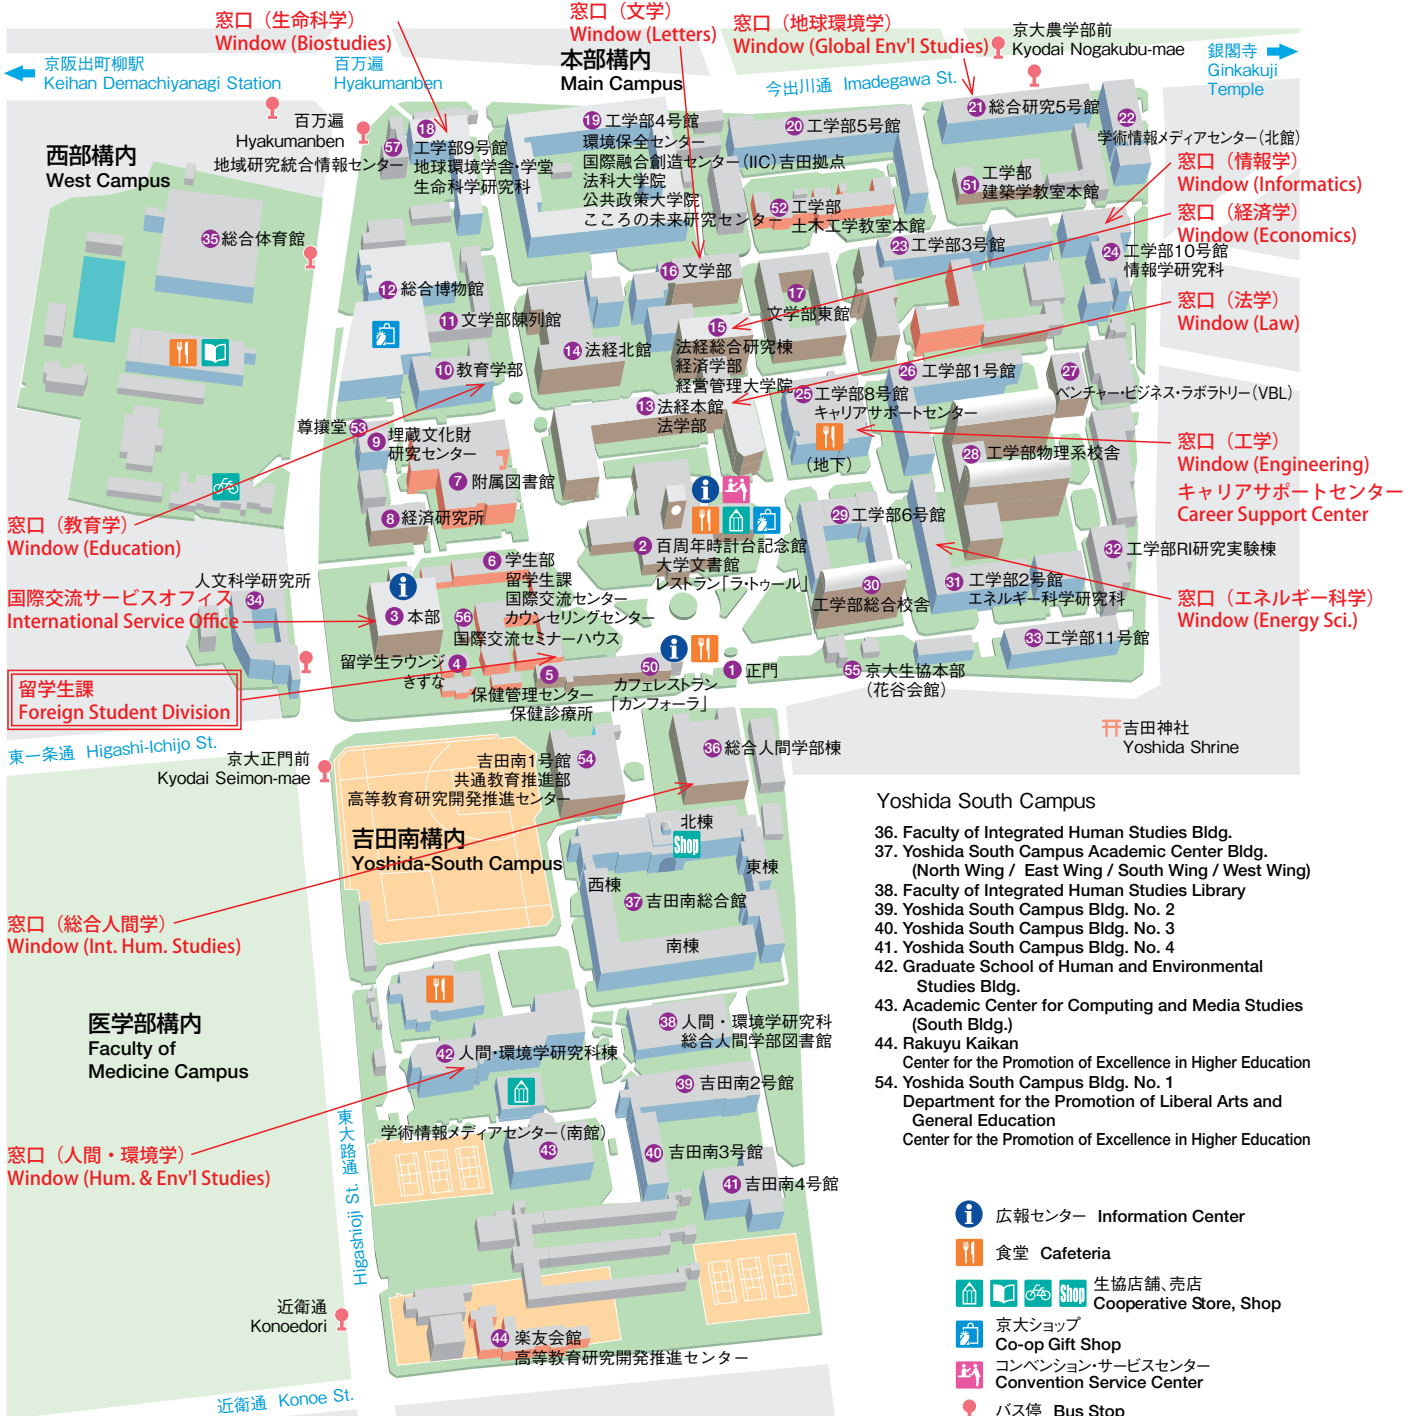 窓口（生命科学）
Window (Biostudies)
窓口（文学）
Window (Letters)
窓口（地球環境学）
Window (Global Env'l Studies)
京大農学部前
Kyodai Nogakubu-mae
銀閣寺
Ginkakuji
Temple
京阪出町柳駅
Keihan Demachiyanagi Station
百万遍
Hyakumanben
本部構内
Main Campus
今出川通 Imadegawa St.
百万遍
Hyakumanben
西部構内
West Campus
57
地域研究統合情報センター
18
工学部9号館
地球環境学舎・学堂
生命科学研究科
19 工学部4号館
環境保全センター
国際融合創造センター(IIC)吉田拠点
法科大学院
公共政策大学院
こころの未来研究センター
20 工学部5号館
21 総合研究5号館
22
学術情報メディアセンター(北館)
窓口（情報学）
Window (Informatics)
51 工学部
建築学教室本館
52 工学部
土木工学教室本館
窓口（経済学）
Window (Economics)
35 総合体育館
23 工学部3号館
24 工学部10号館
情報学研究科
16 文学部
12 総合博物館
17
文学部東館
窓口（法学）
Window (Law)
11 文学部陳列館
15
法経総合研究棟
経済学部
経営管理大学院
14 法経北館
10 教育学部
26 工学部1号館
27
ベンチャー・ビジネス・ラボラトリー(VBL)
25 工学部8号館
キャリアサポートセンター
(地下)
13 法経本館
法学部
尊攘堂 53
9 埋蔵文化財
研究センター
窓口（工学）
Window (Engineering)
キャリアサポートセンター
Career Support Center
28 工学部物理系校舎
7 附属図書館
8 経済研究所
窓口（教育学）
Window (Education)
29 工学部6号館
32 工学部RI研究実験棟
2 百周年時計台記念館
大学文書館
レストラン「ラ・トゥール」
6 学生部
留学生課
国際交流センター
カウンセリングセンター
人文科学研究所
34
国際交流サービスオフィス
International Service Office
3 本部
56
国際交流セミナーハウス
30
工学部総合校舎
31 工学部2号館
エネルギー科学研究科
窓口（エネルギー科学）
Window (Energy Sci.)
33 工学部11号館
留学生ラウンジ
きずな
4
5
保健管理センター
保健診療所
50
カフェレストラン
「カンフォーラ」
1 正門
55 京大生協本部
(花谷会館)
留学生課
Foreign Student Division
吉田神社
Yoshida Shrine
東一条通 Higashi-Ichijo St.
京大正門前
Kyodai Seimon-mae
吉田南1号館 54
共通教育推進部
高等教育研究開発推進センター
36 総合人間学部棟
吉田南構内
Yoshida-South Campus
北棟
Shop
東棟
西棟
37 吉田南総合館
南棟
Yoshida South Campus
36. Faculty of Integrated Human Studies Bldg.
37. Yoshida South Campus Academic Center Bldg.
(North Wing / East Wing / South Wing / West Wing)
38. Faculty of Integrated Human Studies Library
39. Yoshida South Campus Bldg. No. 2
40. Yoshida South Campus Bldg. No. 3
41. Yoshida South Campus Bldg. No. 4
42. Graduate School of Human and Environmental
Studies Bldg.
43. Academic Center for Computing and Media Studies
(South Bldg.)
44. Rakuyu Kaikan
Center for the Promotion of Excellence in Higher Education
54. Yoshida South Campus Bldg. No. 1
Department for the Promotion of Liberal Arts and
General Education
Center for the Promotion of Excellence in Higher Education
窓口（総合人間学）
Window (Int. Hum. Studies)
医学部構内
Faculty of
Medicine Campus
38 人間・環境学研究科
総合人間学部図書館
42 人間・環境学研究科棟
39 吉田南2号館
東大路通 Higashioji St.
学術情報メディアセンター(南館)
43
窓口（人間・環境学）
Window (Hum. & Env'l Studies)
40 吉田南3号館
41 吉田南4号館
近衛通
Konoedori
44 楽友会館
高等教育研究開発推進センター
近衛通 Konoe St.
広報センター Information Center
食堂 Cafeteria
Shop
生協店舗、売店
Cooperative Store, Shop
京大ショップ
Co-op Gift Shop
コンベンション・サービスセンター
Convention Service Center
バス停 Bus Stop